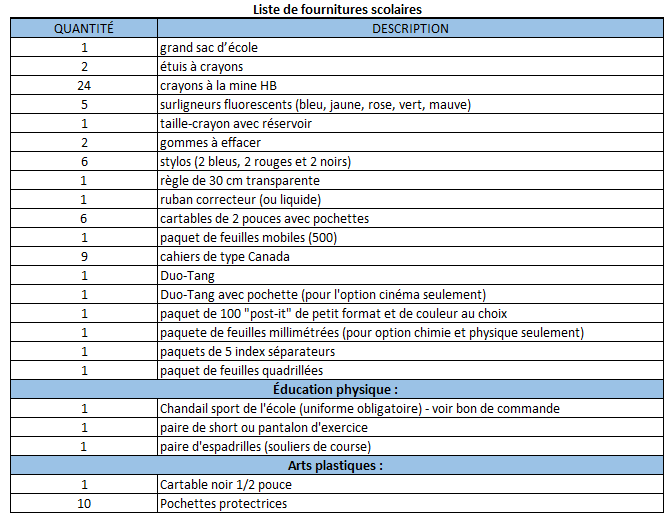 Liste de fournitures scolaires
QUANTITÉ DESCRIPTION
1 grand sac d’école
2 étuis à crayons
24 crayons à la mine HB
5 surligneurs fluorescents (bleu, jaune, rose, vert, mauve)
1 taille-crayon avec réservoir
2 gommes à effacer
6 stylos (2 bleus, 2 rouges et 2 noirs)
1 règle de 30 cm transparente
1 ruban correcteur (ou liquide)
6 cartables de 2 pouces avec pochettes
1 paquet de feuilles mobiles (500)
9 cahiers de type Canada
1 Duo-Tang
1 Duo-Tang avec pochette (pour l'option cinéma seulement)
1 paquet de 100 "post-it" de petit format et de couleur au choix
1 paquete de feuilles millimétrées (pour option chimie et physique seulement)
1 paquets de 5 index séparateurs
1 paquet de feuilles quadrillées
Éducation physique :
1 Chandail sport de l'école (uniforme obligatoire) - voir bon de commande
1 paire de short ou pantalon d'exercice
1 paire d'espadrilles (souliers de course)
Arts plastiques :
1 Cartable noir 1/2 pouce
10 Pochettes protectrices